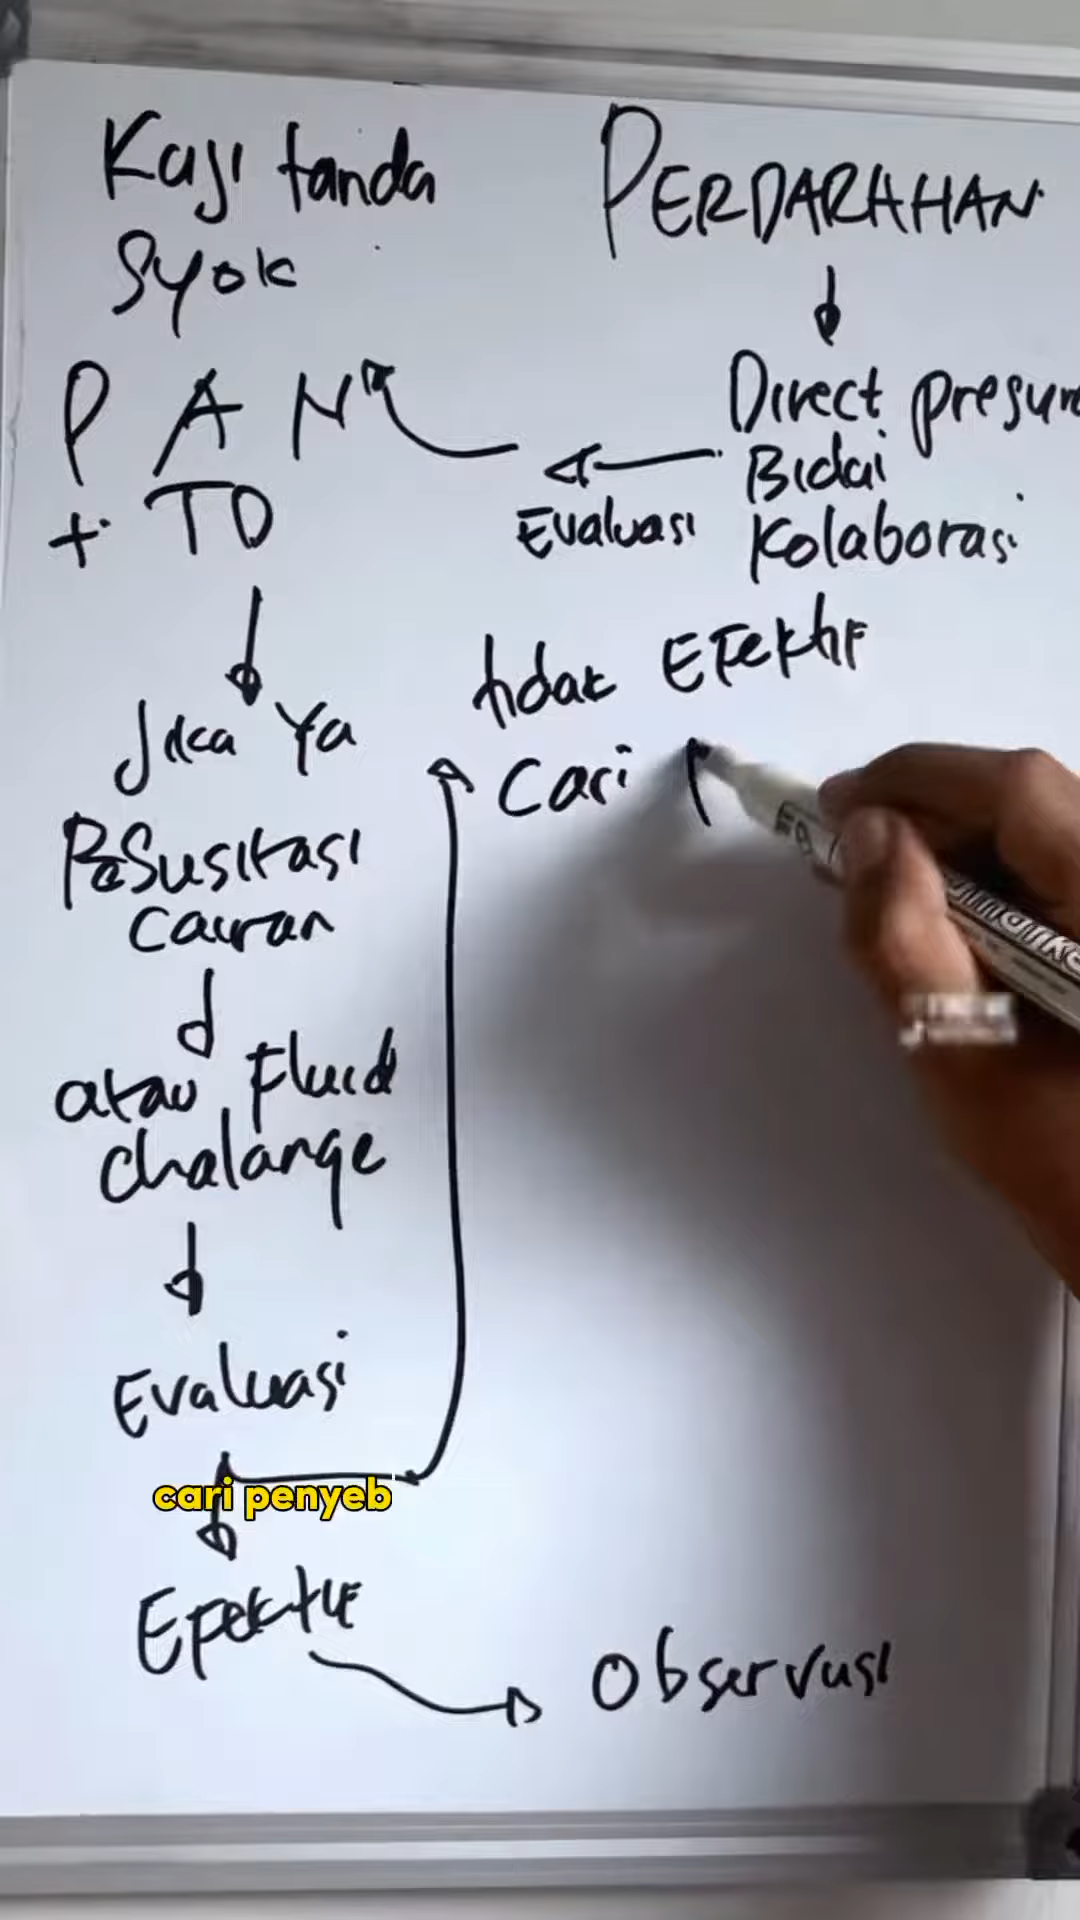 PERDARAHAN
Direct presur
Bidai
Kolaborasi
Evaluasi
Kaji tanda
Syok
P A N
+ TD
Jika Ya
Resusitasi
cairan
atau Fluid
chalange
Evaluasi
cari penyeb
Efektif
Observasi
tidak Efektif
cari